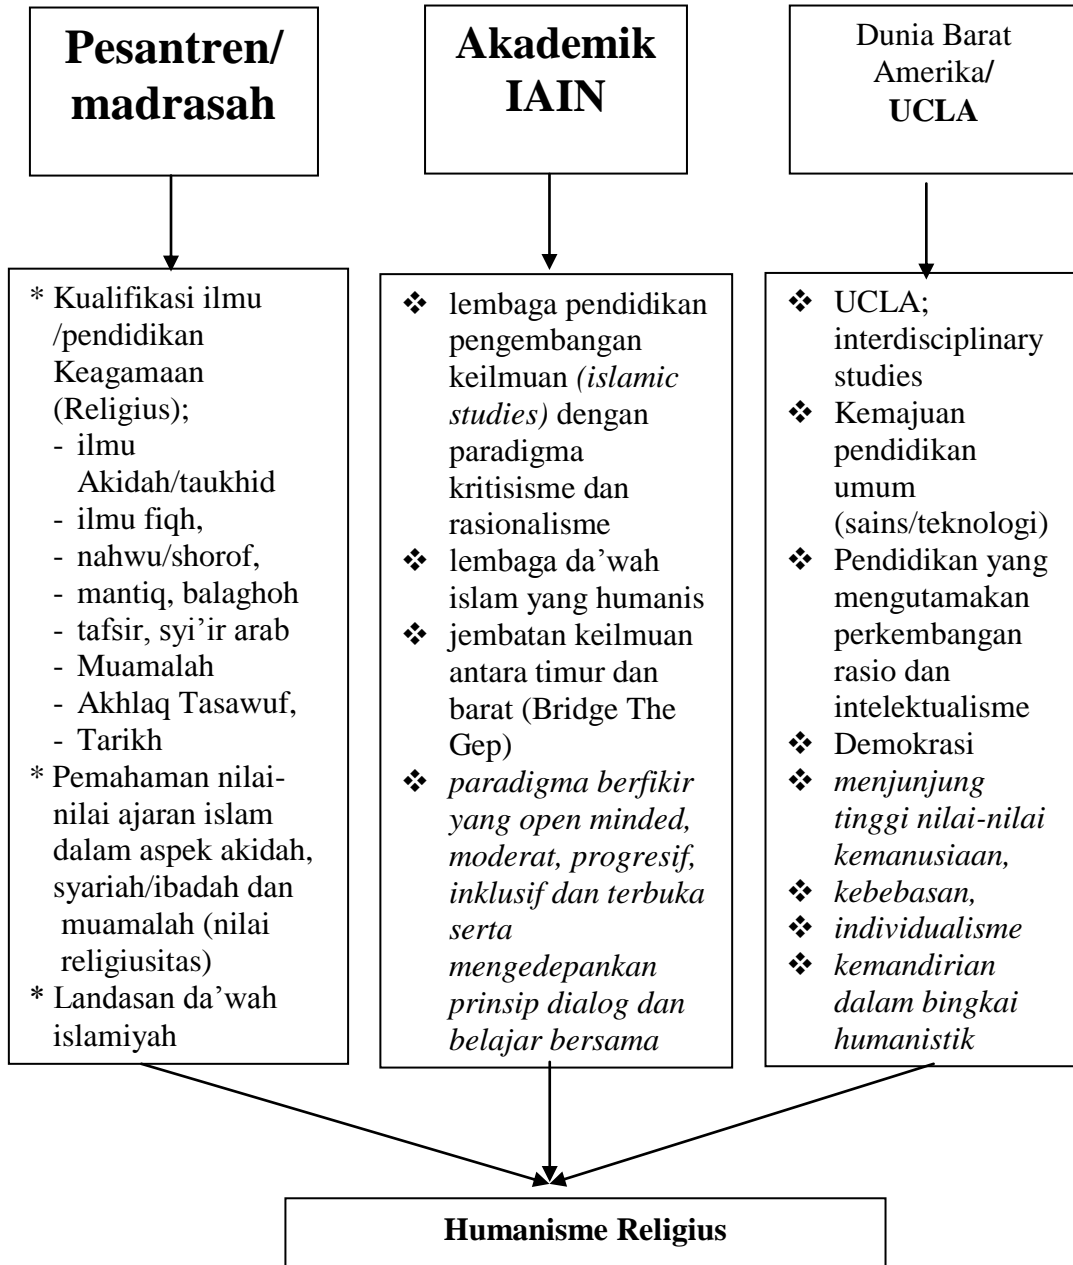 Pesantren/
madrasah
Akademik
IAIN
Dunia Barat
Amerika/
UCLA
* Kualifikasi ilmu
/pendidikan
Keagamaan
(Religius);
- ilmu
Akidah/taukhid
- ilmu fiqh,
- nahwu/shorof,
- mantiq, balaghoh
- tafsir, syi’ir arab
- Muamalah
- Akhlaq Tasawuf,
- Tarikh
* Pemahaman nilai-
nilai ajaran islam
dalam aspek akidah,
syariah/ibadah dan
muamalah (nilai
religiusitas)
* Landasan da’wah
islamiyah
❖ lembaga pendidikan
pengembangan
keilmuan (islamic
studies) dengan
paradigma
kritisisme dan
rasionalisme
❖ lembaga da’wah
islam yang humanis
❖ jembatan keilmuan
antara timur dan
barat (Bridge The
Gep)
❖ paradigma berfikir
yang open minded,
moderat, progresif,
inklusif dan terbuka
serta
mengedepankan
prinsip dialog dan
belajar bersama
❖ UCLA;
interdisciplinary
studies
❖ Kemajuan
pendidikan
umum
(sains/teknologi)
❖ Pendidikan yang
mengutamakan
perkembangan
rasio dan
intelektualisme
❖ Demokrasi
❖ menjunjung
tinggi nilai-nilai
kemanusiaan,
❖ kebebasan,
❖ individualisme
❖ kemandirian
dalam bingkai
humanistik
Humanisme Religius